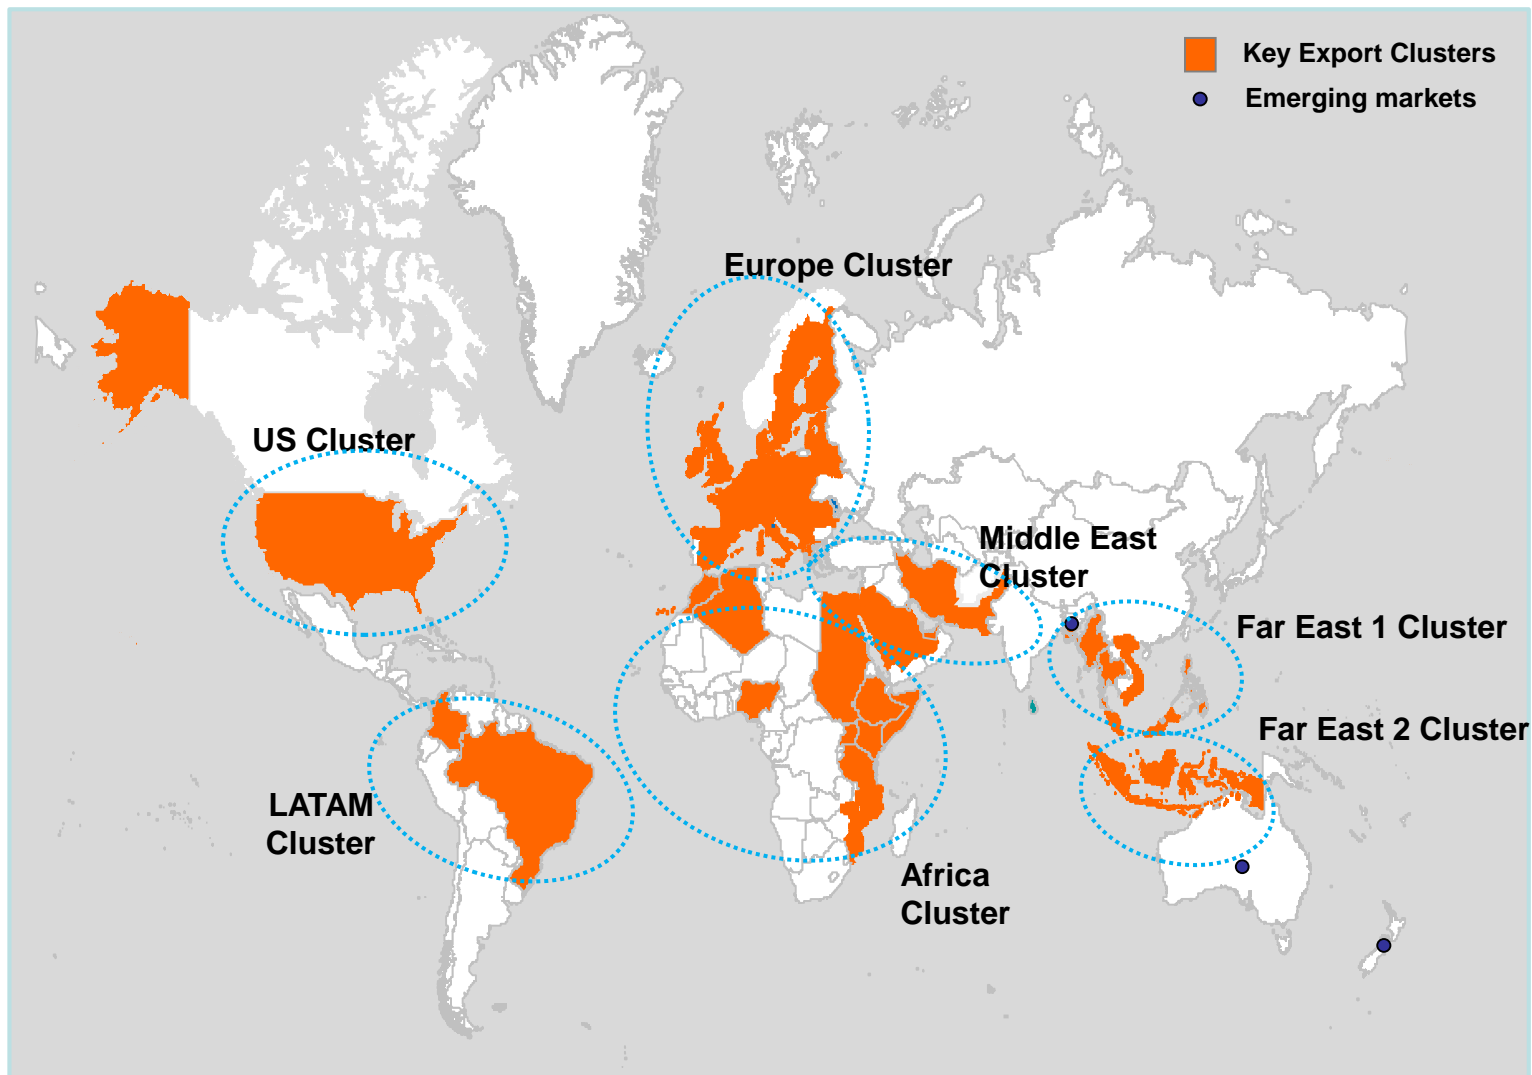 Key Export Clusters
Emerging markets
Europe Cluster
US Cluster
Middle East
Cluster
Far East 1 Cluster
Far East 2 Cluster
LATAM
Cluster
Africa
Cluster